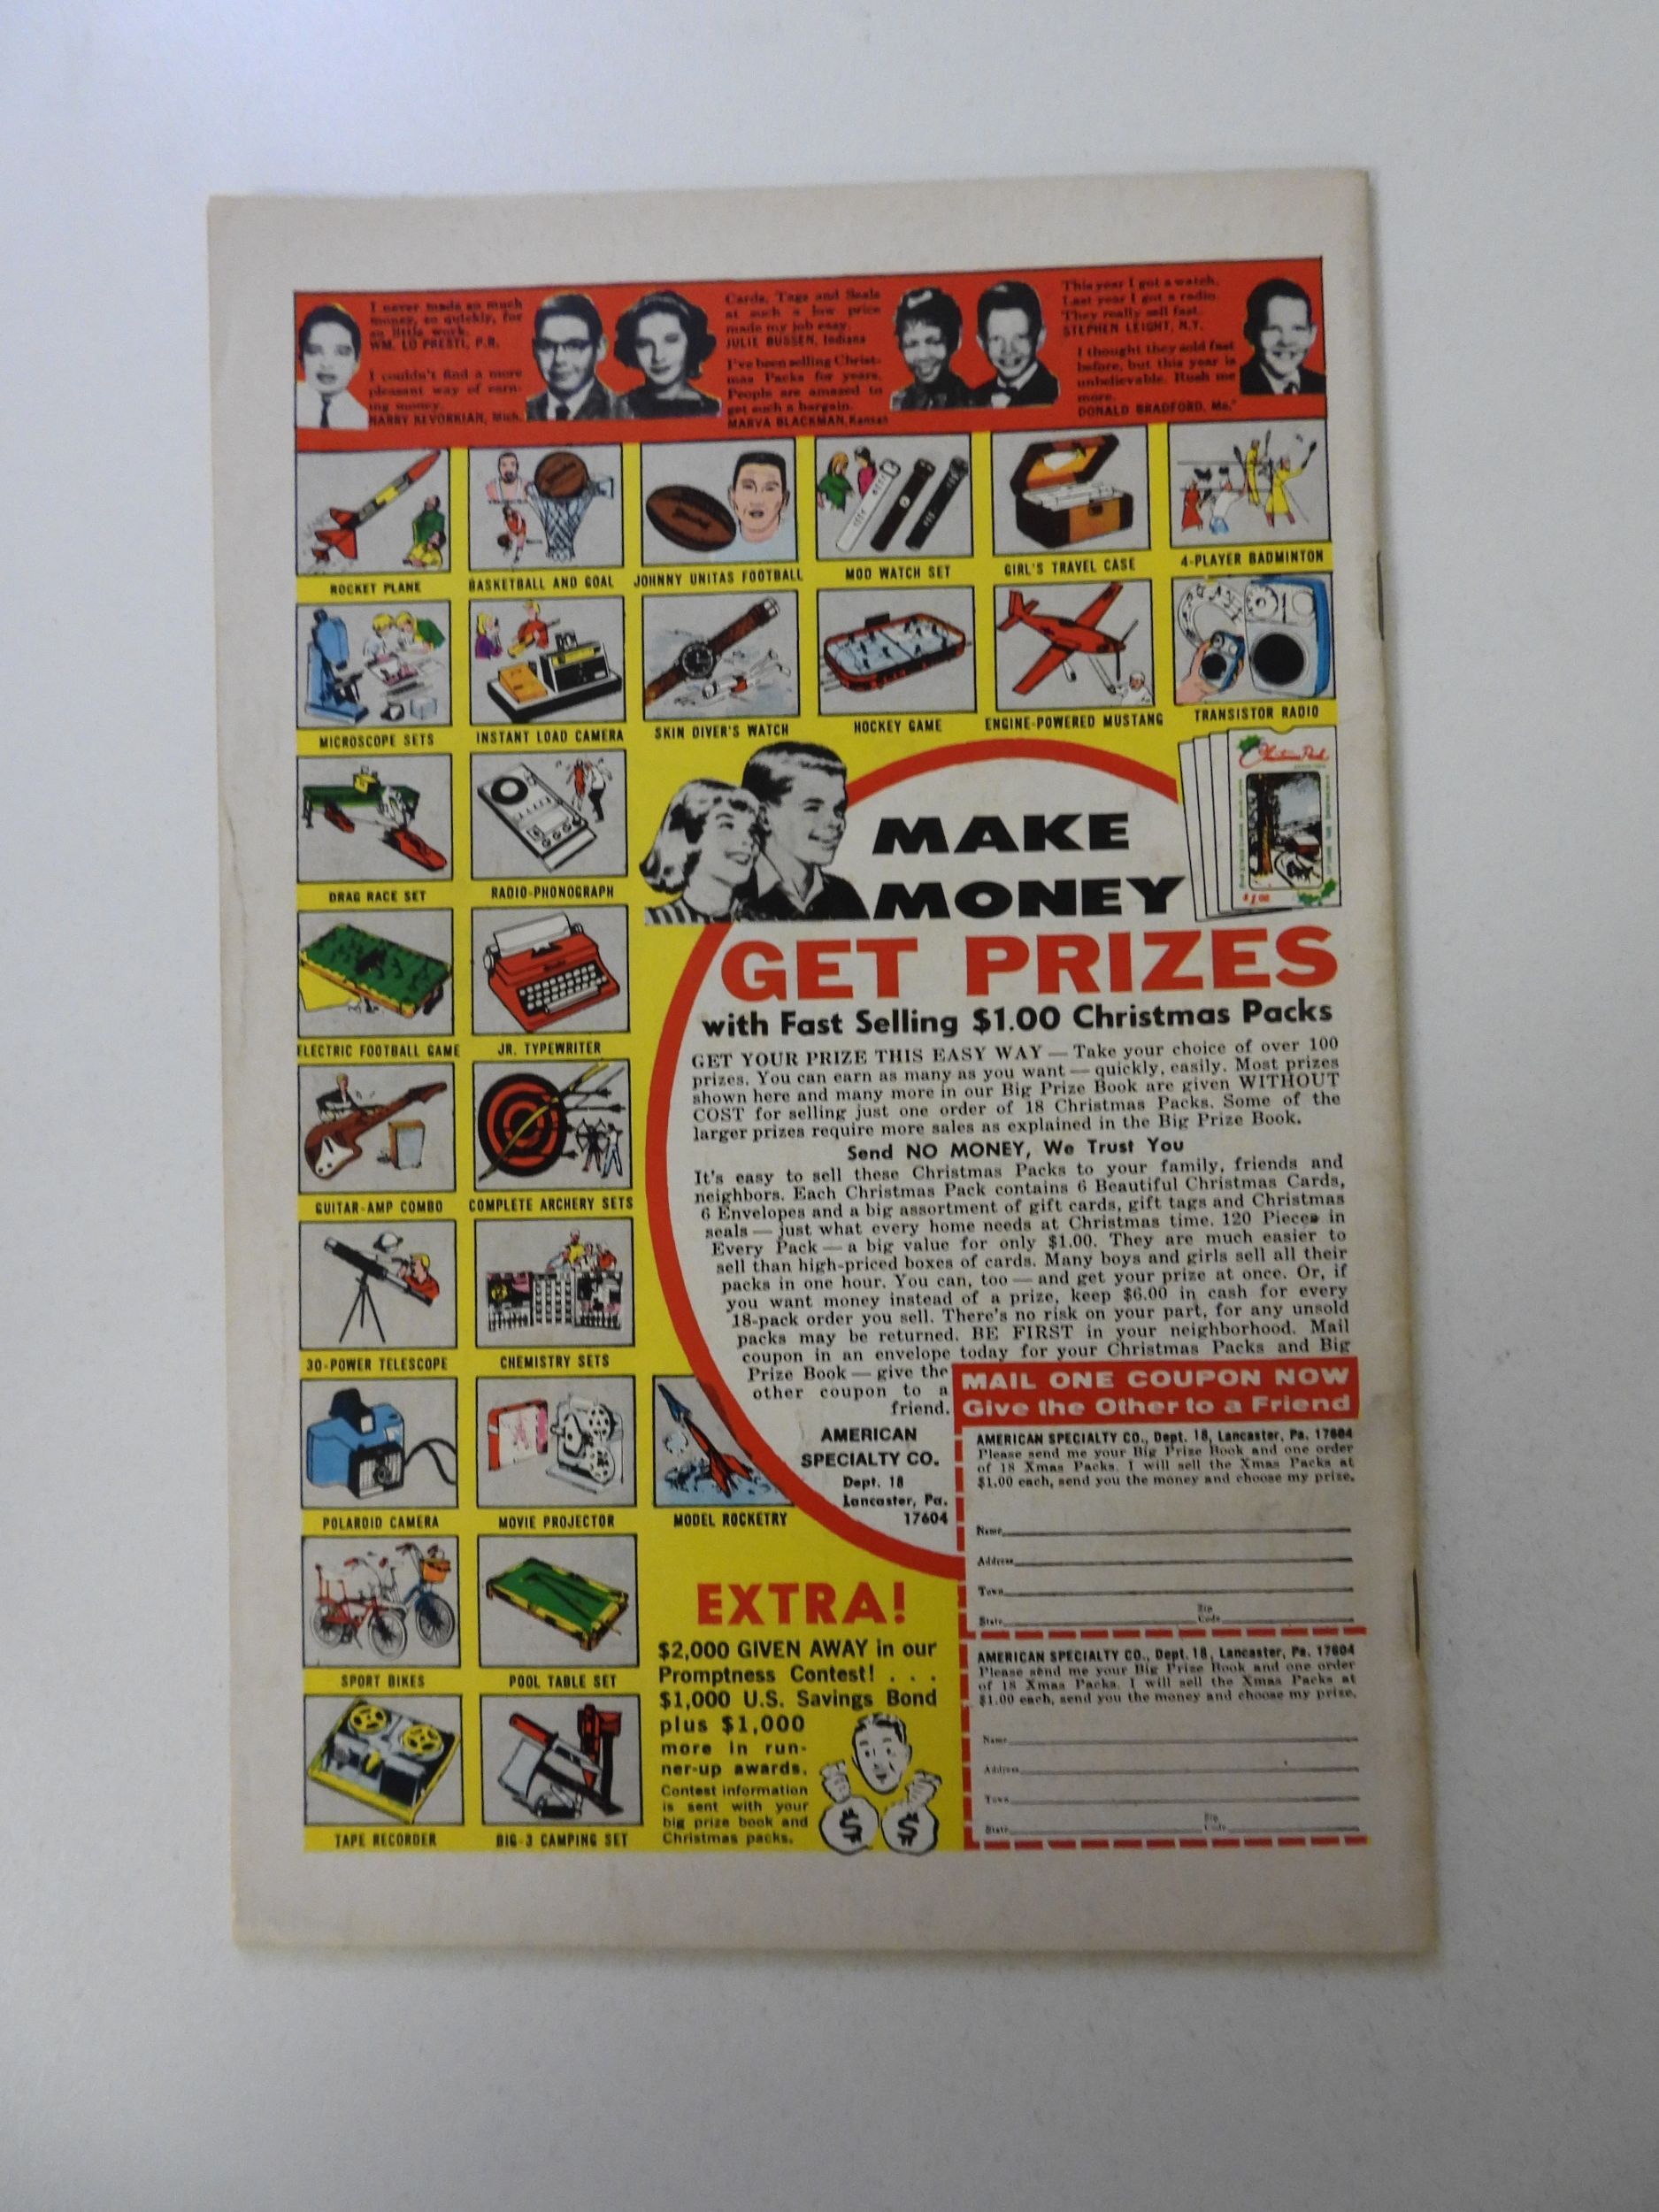 I never made so much
money, so quickly, for
so little work.
WM. LO PRESTI, P.R.
I couldn't find a more
pleasant way of earn-
ing money.
HARRY KEVORKIAN, Mich.
Cards, Tags and Seals
at such a low price
made my job easy.
JULIE BUSSEN, Indiana
I've been selling Christ-
mas Packs for years.
People are amazed to
get such a bargain.
MARVA BLACKMAN, Kansas
This year I got a watch.
Last year I got a radio.
They really sell fast.
STEPHEN LEIGHT, N.Y.
I thought they sold fast
before, but this year is
unbelievable. Rush me
more.
DONALD BRADFORD, Mo.
ROCKET PLANE
BASKETBALL AND GOAL
JOHNNY UNITAS FOOTBALL
MOD WATCH SET
GIRL'S TRAVEL CASE
4-PLAYER BADMINTON
MICROSCOPE SETS
INSTANT LOAD CAMERA
SKIN DIVER'S WATCH
HOCKEY GAME
ENGINE-POWERED MUSTANG
TRANSISTOR RADIO
DRAG RACE SET
RADIO-PHONOGRAPH
ELECTRIC FOOTBALL GAME
JR. TYPEWRITER
GUITAR-AMP COMBO
COMPLETE ARCHERY SETS
30-POWER TELESCOPE
CHEMISTRY SETS
POLAROID CAMERA
MOVIE PROJECTOR
MODEL ROCKETRY
SPORT BIKES
POOL TABLE SET
TAPE RECORDER
BIG-3 CAMPING SET
Christmas Pack
$1.00
MAKE
MONEY
GET PRIZES
with Fast Selling $1.00 Christmas Packs
GET YOUR PRIZE THIS EASY WAY — Take your choice of over 100
prizes. You can earn as many as you want — quickly, easily. Most prizes
shown here and many more in our Big Prize Book are given WITHOUT
COST for selling just one order of 18 Christmas Packs. Some of the
larger prizes require more sales as explained in the Big Prize Book.
Send NO MONEY, We Trust You
It's easy to sell these Christmas Packs to your family, friends and
neighbors. Each Christmas Pack contains 6 Beautiful Christmas Cards,
6 Envelopes and a big assortment of gift cards, gift tags and Christmas
seals — just what every home needs at Christmas time. 120 Pieces in
Every Pack — a big value for only $1.00. They are much easier to
sell than high-priced boxes of cards. Many boys and girls sell all their
packs in one hour. You can, too — and get your prize at once. Or, if
you want money instead of a prize, keep $6.00 in cash for every
18-pack order you sell. There's no risk on your part, for any unsold
packs may be returned. BE FIRST in your neighborhood. Mail
coupon in an envelope today for your Christmas Packs and Big
Prize Book — give the
other coupon to a
friend.
AMERICAN
SPECIALTY CO.
Dept. 18
Lancaster, Pa.
17604
EXTRA!
$2,000 GIVEN AWAY in our
Promptness Contest! . . .
$1,000 U.S. Savings Bond
plus $1,000
more in run-
ner-up awards.
Contest information
is sent with your
big prize book and
Christmas packs.
$ $
MAIL ONE COUPON NOW
Give the Other to a Friend
AMERICAN SPECIALTY CO., Dept. 18, Lancaster, Pa. 17604
Please send me your Big Prize Book and one order
of 18 Xmas Packs. I will sell the Xmas Packs at
$1.00 each, send you the money and choose my prize.
Name
Address
Town
State Zip Code
AMERICAN SPECIALTY CO., Dept. 18, Lancaster, Pa. 17604
Please send me your Big Prize Book and one order
of 18 Xmas Packs. I will sell the Xmas Packs at
$1.00 each, send you the money and choose my prize.
Name
Address
Town
State Zip Code